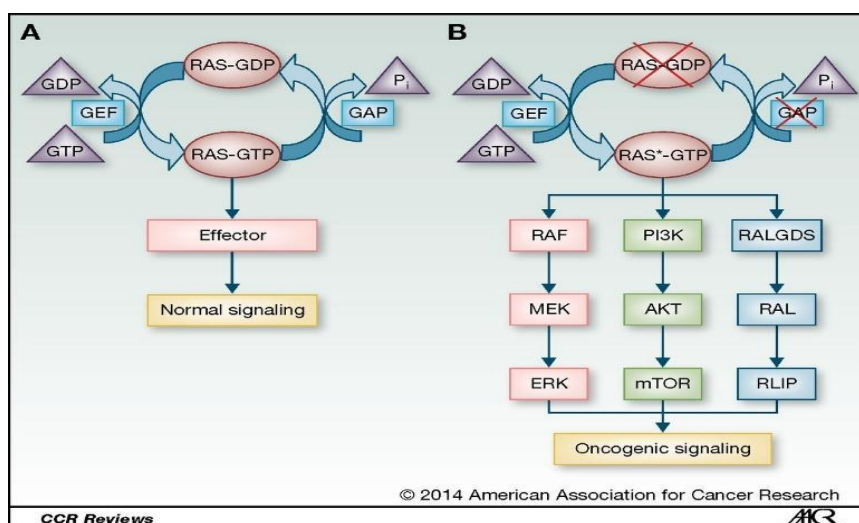 A
GDP
GEF
GTP
RAS-GDP
RAS-GTP
Pi
GAP
Effector
Normal signaling
B
GDP
GEF
GTP
RAS-GDP
RAS*-GTP
Pi
GAP
RAF
PI3K
RALGDS
MEK
AKT
RAL
ERK
mTOR
RLIP
Oncogenic signaling
© 2014 American Association for Cancer Research
CCR Reviews
AACR